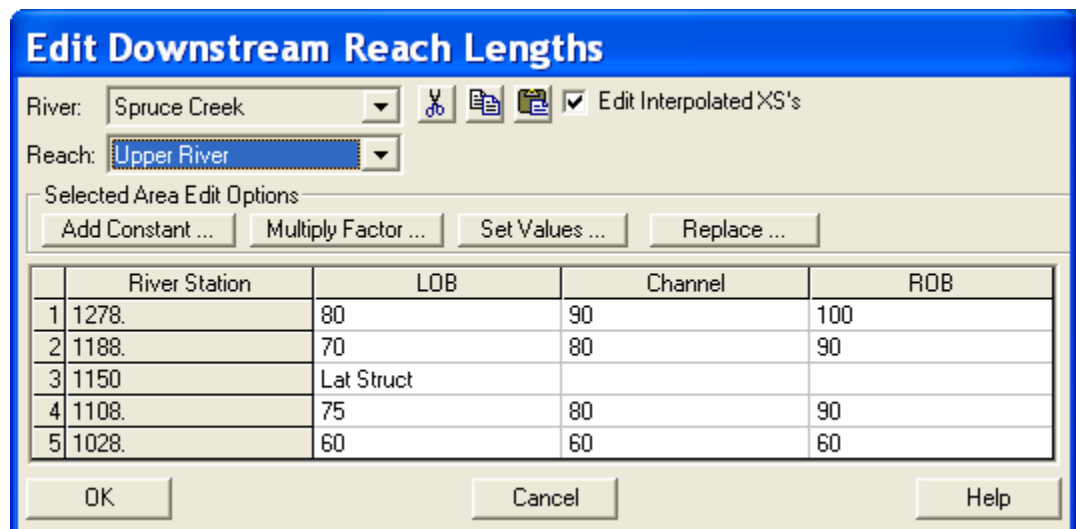 Edit Downstream Reach Lengths
River: Spruce Creek Edit Interpolated XS's
Reach: Upper River
Selected Area Edit Options
Add Constant ... Multiply Factor ... Set Values ... Replace ...
River Station LOB Channel ROB
1 1278. 80 90 100
2 1188. 70 80 90
3 1150 Lat Struct
4 1108. 75 80 90
5 1028. 60 60 60
OK Cancel Help